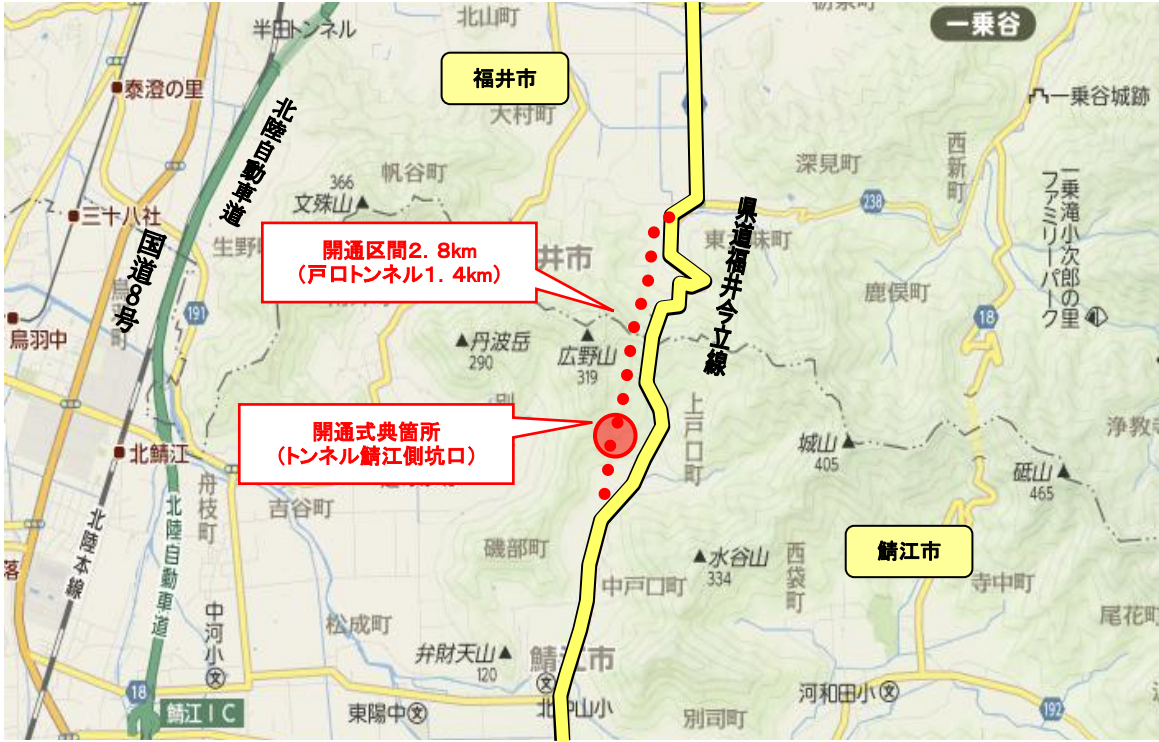 北山町
一乗谷
半田トンネル
福井市
泰澄の里
大村町
一乗谷城跡
北陸自動車道
西新町
深見町
帆谷町
366
文殊山
一乗滝小次郎の里
ファミリーパーク
238
三十八社
国道8号
県道福井今立線
開通区間2.8km
(戸口トンネル1.4km)
井市
鹿俣町
191
18
鳥羽中
丹波岳
290
広野山
319
上戸口町
開通式典箇所
(トンネル鯖江側坑口)
城山
405
北鯖江
砥山
465
舟枝町
吉谷町
北陸本線
北陸自動車道
磯部町
鯖江市
水谷山
334
西袋町
中戸口町
寺中町
落
尾花町
中河小
松成町
弁財天山
120
鯖江市
18
鯖江IC
東陽中
北中山小
別司町
河和田小
192